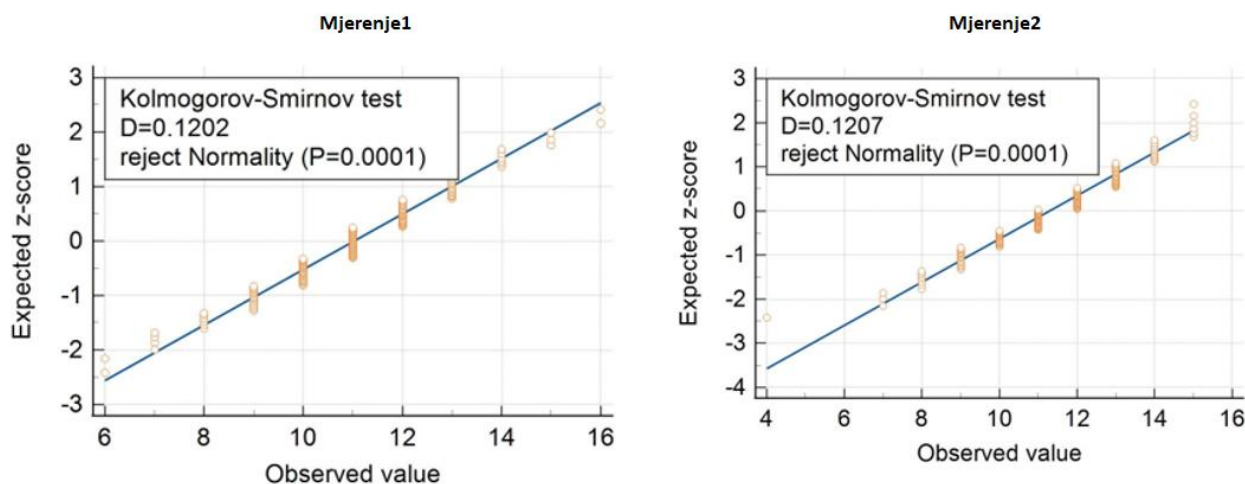 Mjerenje1
3
2
1
0
-1
-2
-3
Expected z-score
Kolmogorov-Smirnov test
D=0.1202
reject Normality (P=0.0001)
6 8 10 12 14 16
Observed value
Mjerenje2
3
2
1
0
-1
-2
-3
-4
Expected z-score
Kolmogorov-Smirnov test
D=0.1207
reject Normality (P=0.0001)
4 6 8 10 12 14 16
Observed value